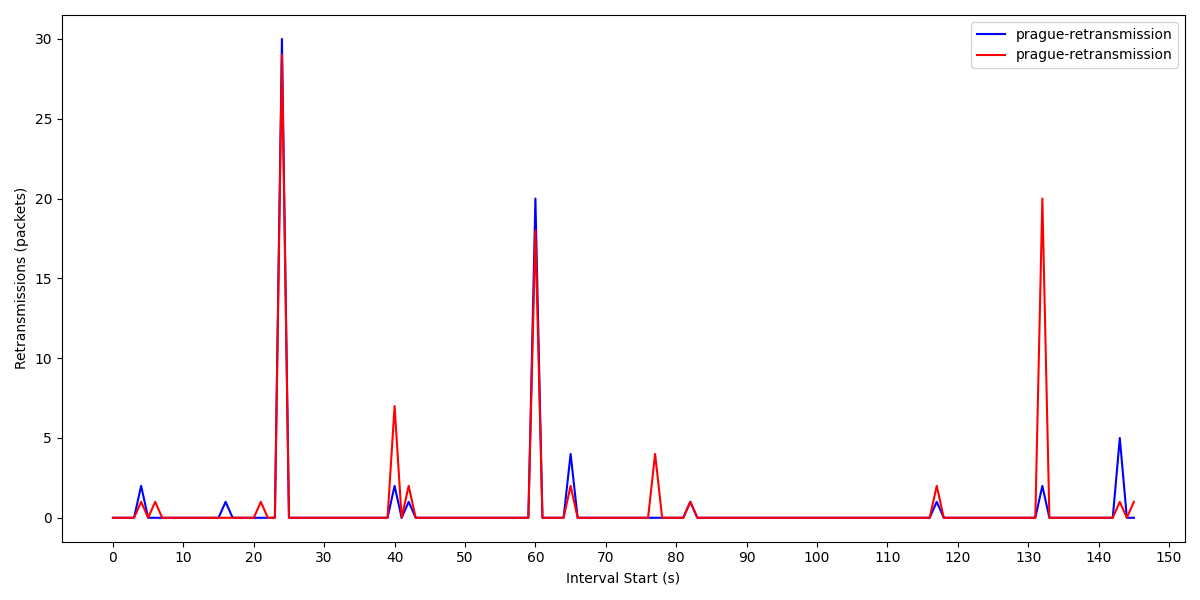 prague-retransmission
prague-retransmission
Retransmissions (packets)
30
25
20
15
10
5
0
0 10 20 30 40 50 60 70 80 90 100 110 120 130 140 150
Interval Start (s)